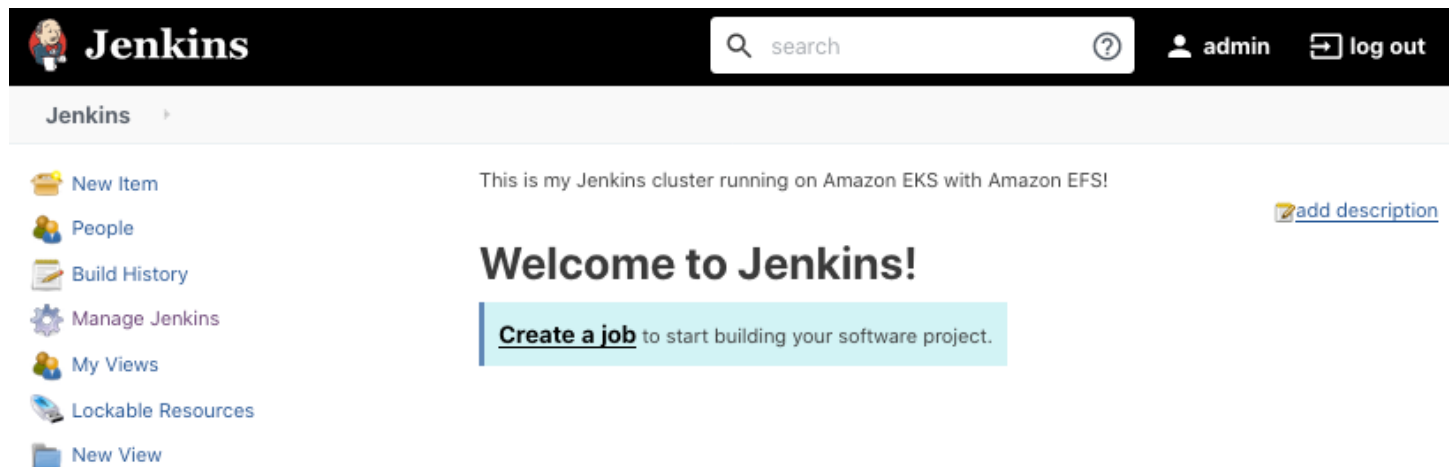 Jenkins
search
admin
log out
Jenkins
New Item
People
Build History
Manage Jenkins
My Views
Lockable Resources
New View
This is my Jenkins cluster running on Amazon EKS with Amazon EFS!
add description
Welcome to Jenkins!
Create a job to start building your software project.